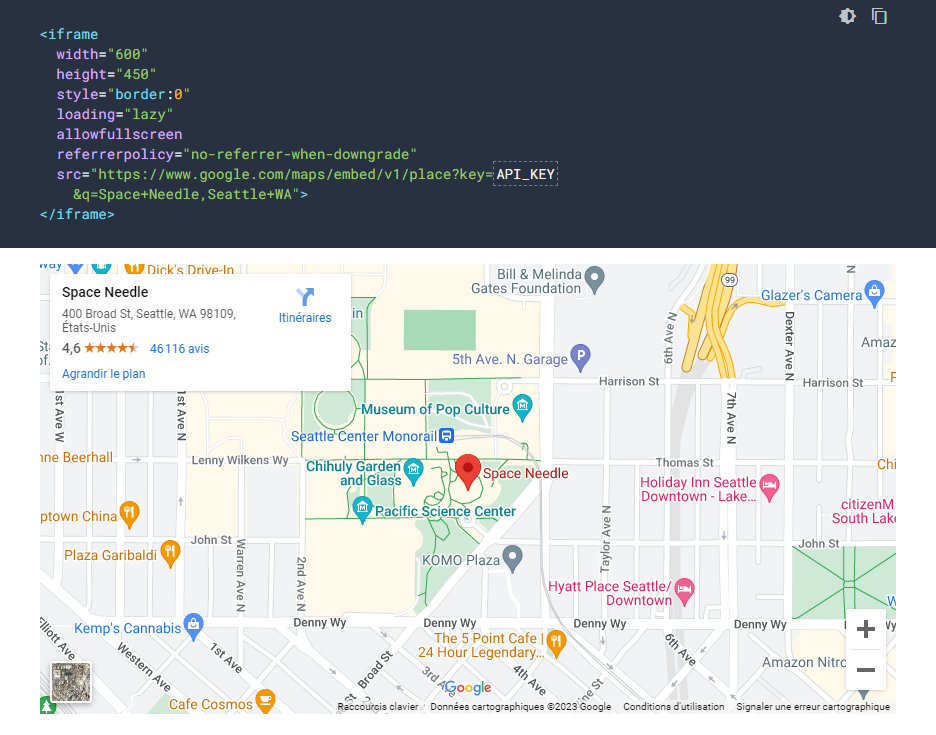 <iframe
width="600"
height="450"
style="border:0"
loading="lazy"
allowfullscreen
referrerpolicy="no-referrer-when-downgrade"
src="https://www.google.com/maps/embed/v1/place?key=API_KEY
&q=Space+Needle,Seattle+WA">
</iframe>
Dick's Drive-In
Space Needle
400 Broad St, Seattle, WA 98109,
États-Unis
4,6
46 116 avis
Agrandir le plan
Itinéraires
Bill & Melinda
Gates Foundation
99
Glazer's Camera
N
6th Ave N
Dexter Ave N
Amaz
5th Ave. N. Garage
P
Harrison St
Harrison St
1st Ave W
1st Ave N
Museum of Pop Culture
7th Ave N
Seattle Center Monorail
nne Beerhall
Lenny Wilkens Wy
Chihuly Garden
and Glass
Space Needle
Thomas St
Chi
Holiday Inn Seattle
Downtown - Lake...
citizenM
South Lake
ptown China
Pacific Science Center
John St
Taylor Ave N
John St
Plaza Garibaldi
Warren Ave N
2nd Ave N
KOMO Plaza
Hyatt Place Seattle/
Downtown
Kemp's Cannabis
Denny Wy
Denny Wy
Denny Wy
Denny Wy
Elliott Ave
Western Ave
1st Ave
The 5 Point Cafe |
24 Hour Legendary...
6th Ave
Broad St
3rd
4th Ave
ine St
Amazon Nitro
Cafe Cosmos
Google
Raccourcis clavier
Données cartographiques ©2023 Google
Conditions d'utilisation
Signaler une erreur cartographique